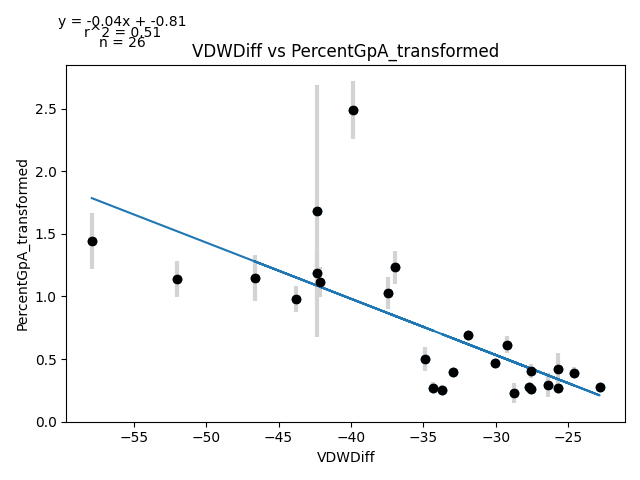 y = -0.04x + -0.81
r^2 = 0.51
n = 26
VDWDiff vs PercentGpA_transformed
PercentGpA_transformed
2.5
2.0
1.5
1.0
0.5
0.0
−55 −50 −45 −40 −35 −30 −25
VDWDiff